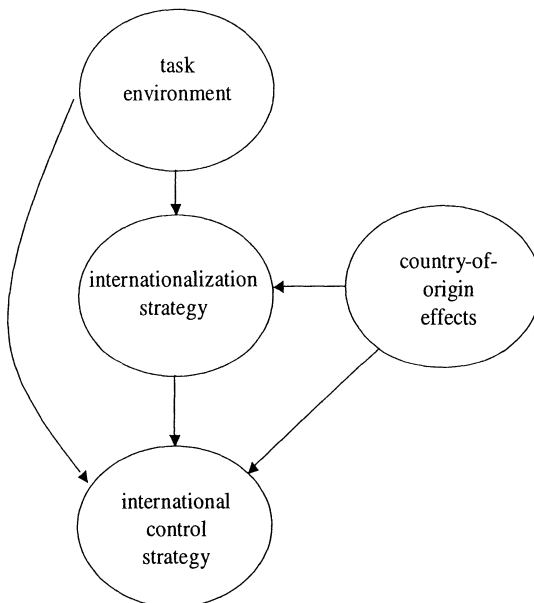 task
environment
internationalization
strategy
country-of-
origin
effects
international
control
strategy